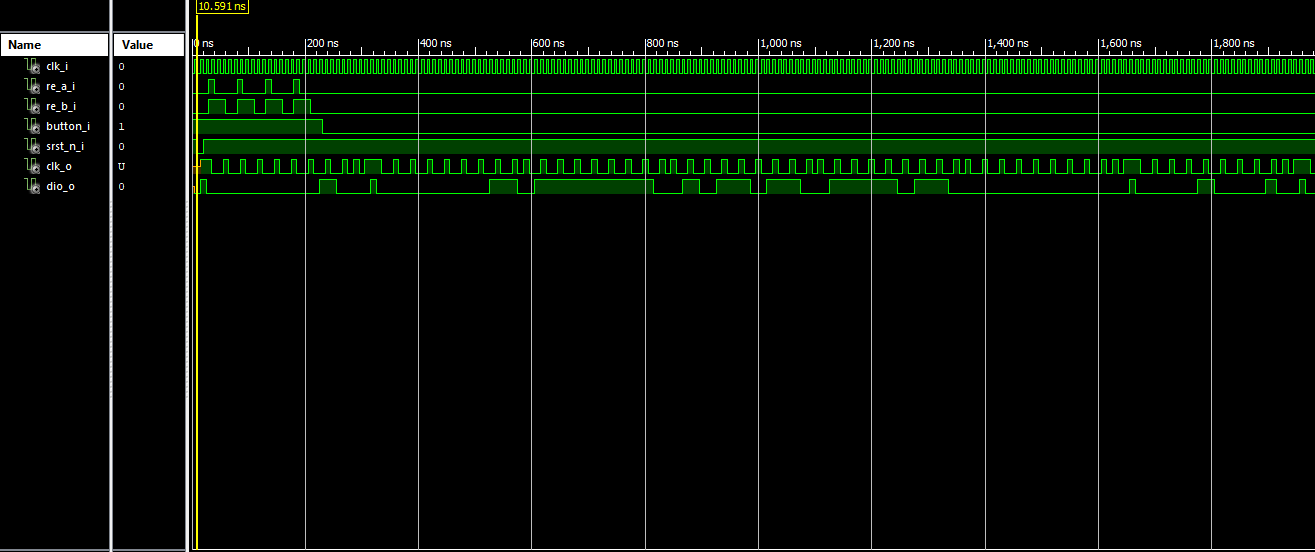 10.591 ns
Name Value 0 ns 200 ns 400 ns 600 ns 800 ns 1,000 ns 1,200 ns 1,400 ns 1,600 ns 1,800 ns
clk_i 0
re_a_i 0
re_b_i 0
button_i 1
srst_n_i 0
clk_o U
dio_o 0